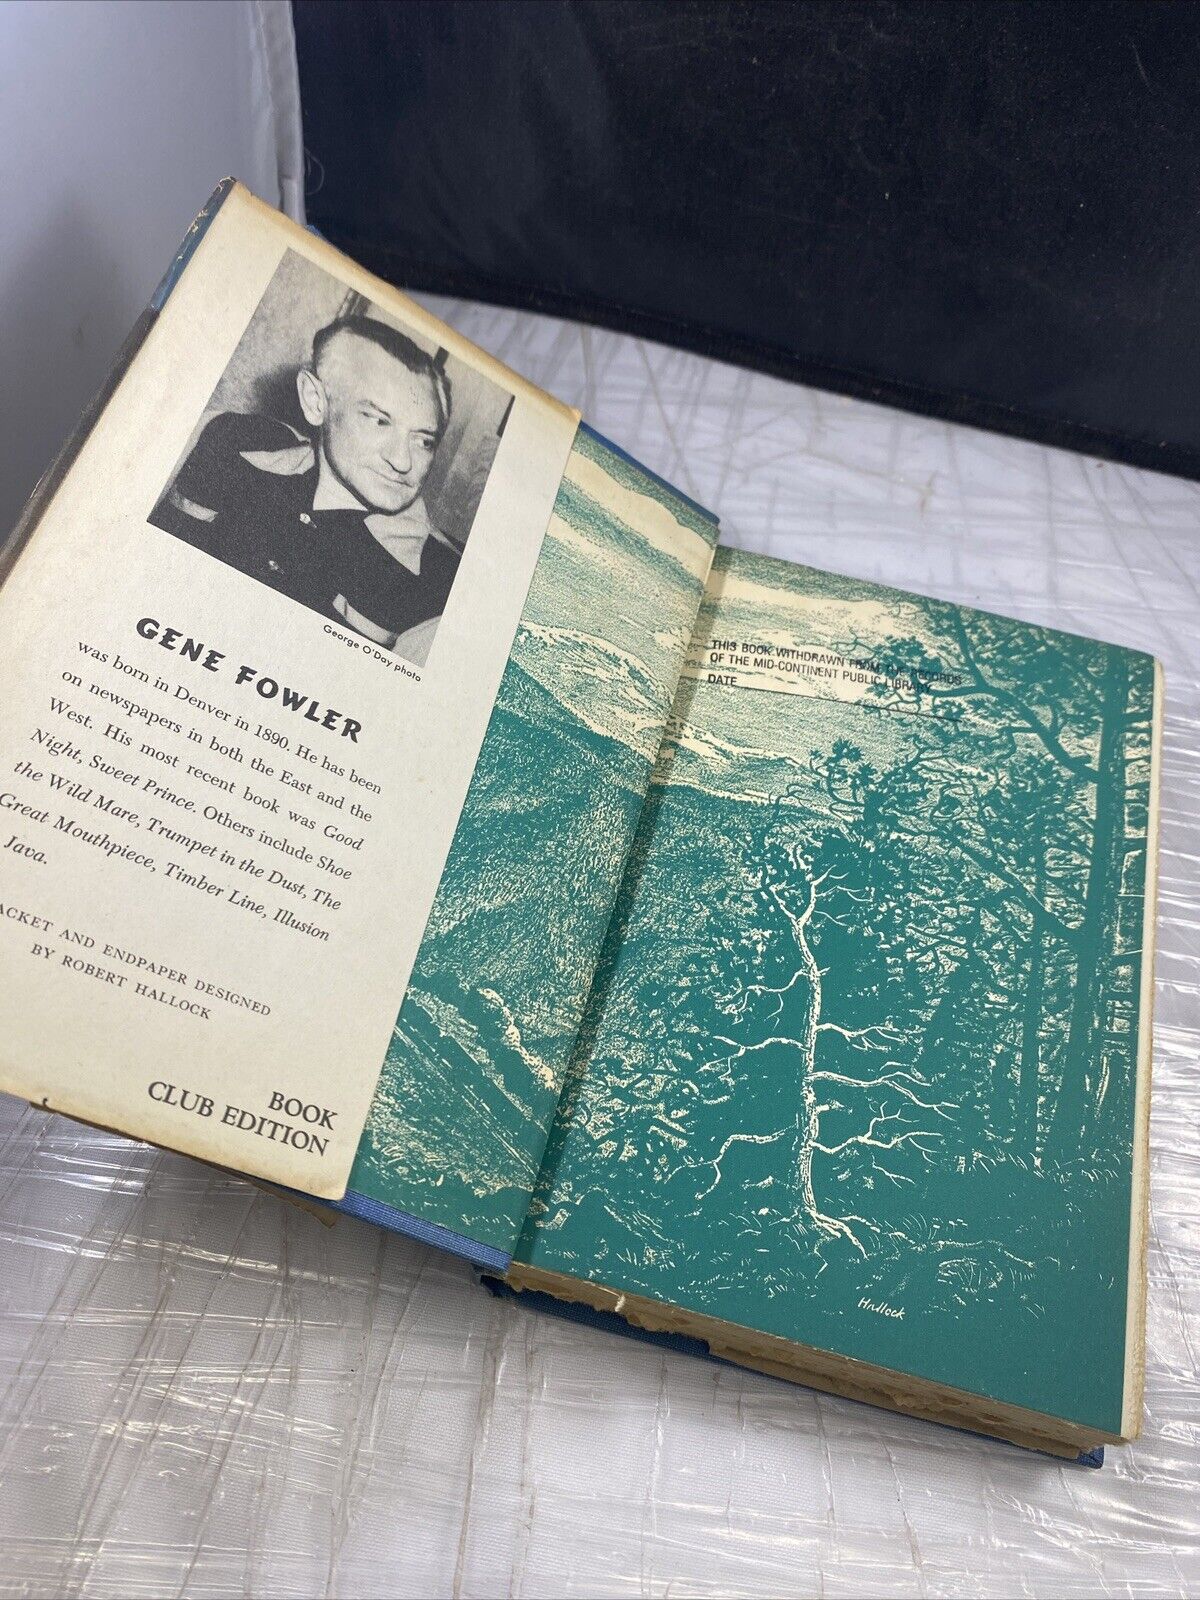 George O'Day photo
GENE FOWLER
was born in Denver in 1890. He has been
on newspapers in both the East and the
West. His most recent book was Good
Night, Sweet Prince. Others include Shoe
the Wild Mare, Trumpet in the Dust, The
Great Mouthpiece, Timber Line, Illusion
Java.
ACKET AND ENDPAPER DESIGNED
BY ROBERT HALLOCK
BOOK
CLUB EDITION
THIS BOOK WITHDRAWN FROM THE RECORDS
OF THE MID-CONTINENT PUBLIC LIBRARY
DATE
Hallock